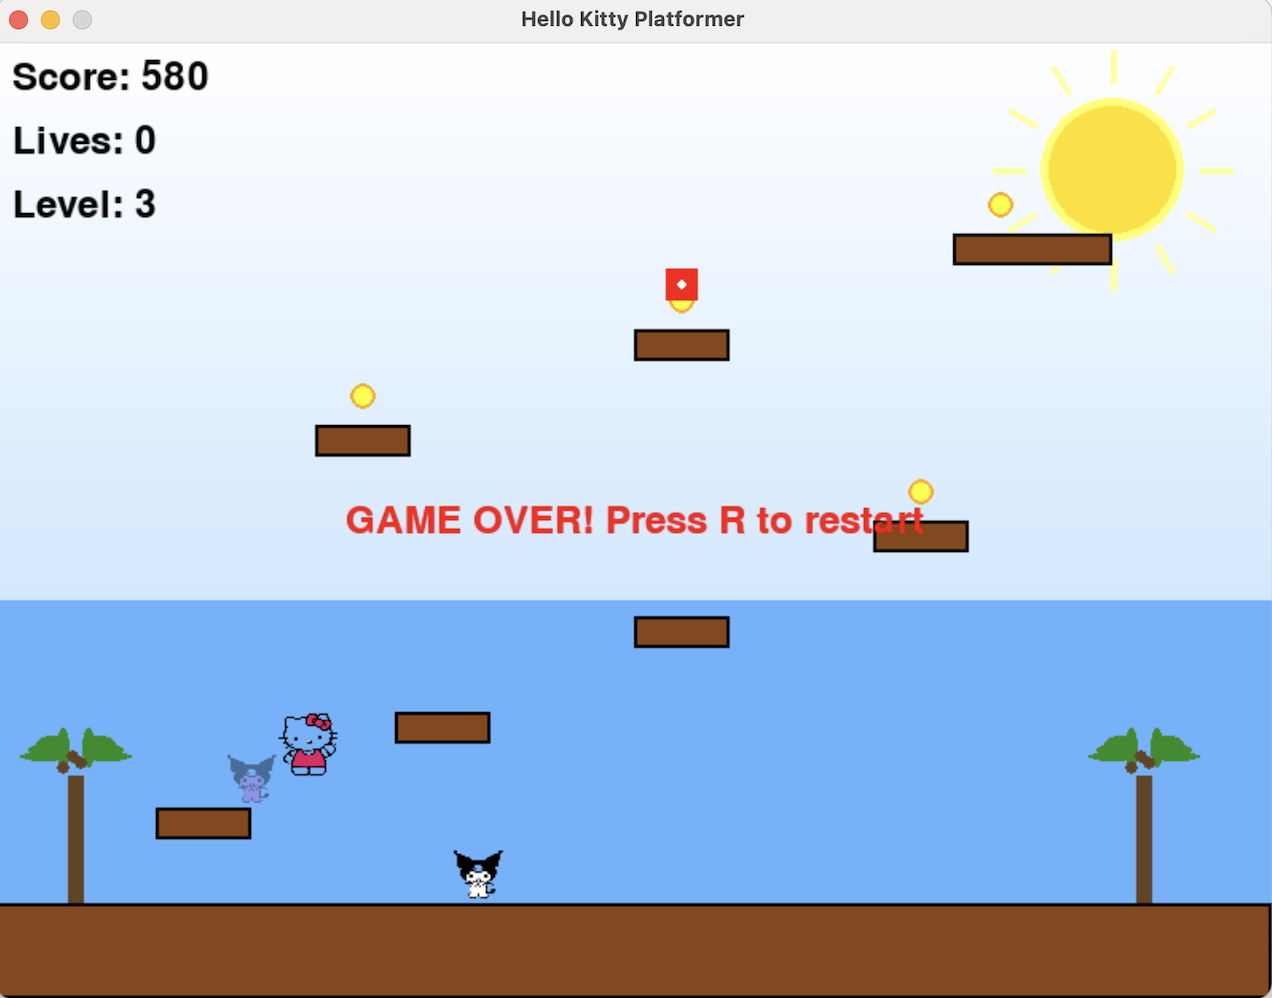 Hello Kitty Platformer
Score: 580
Lives: 0
Level: 3
GAME OVER! Press R to restart